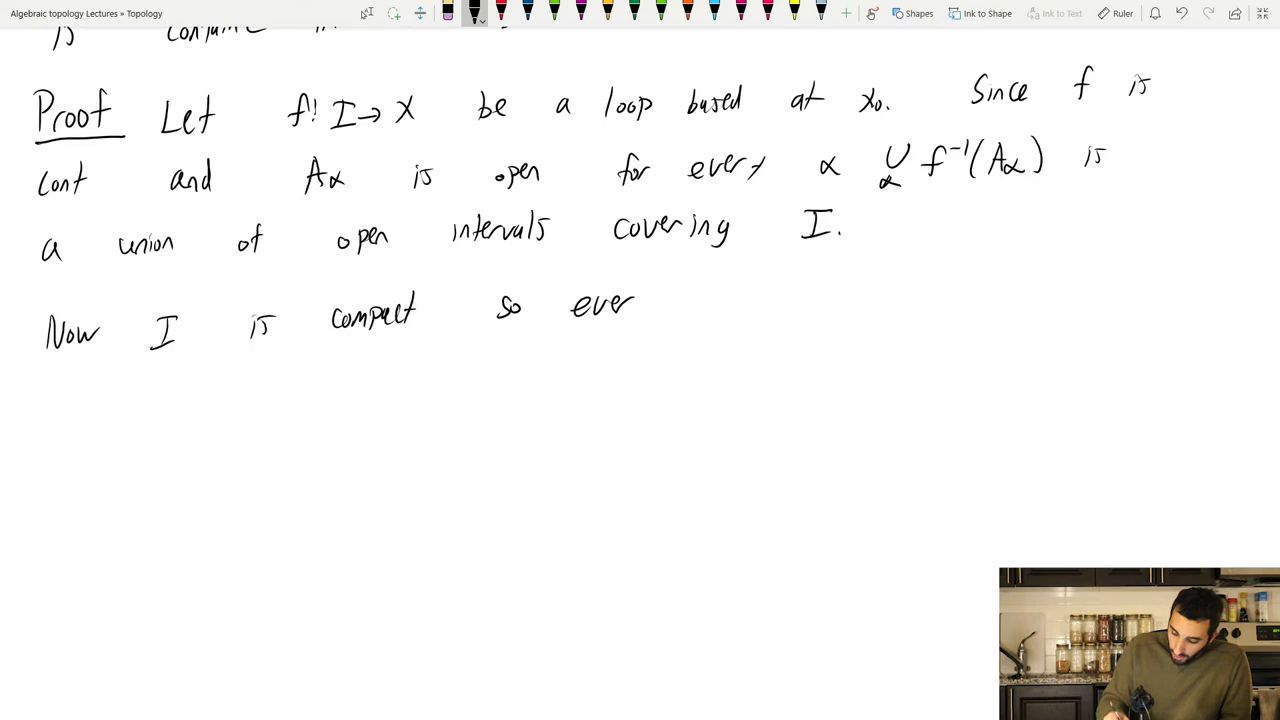 Algebraic topology Lectures » Topology
Shapes Ink to Shape Ink to Text Ruler
is
Proof Let f: I→X be a loop based at x₀. Since f is
cont and Aα is open for every α ∪α f⁻¹(Aα) is
a union of open intervals covering I.
Now I is compact so ever